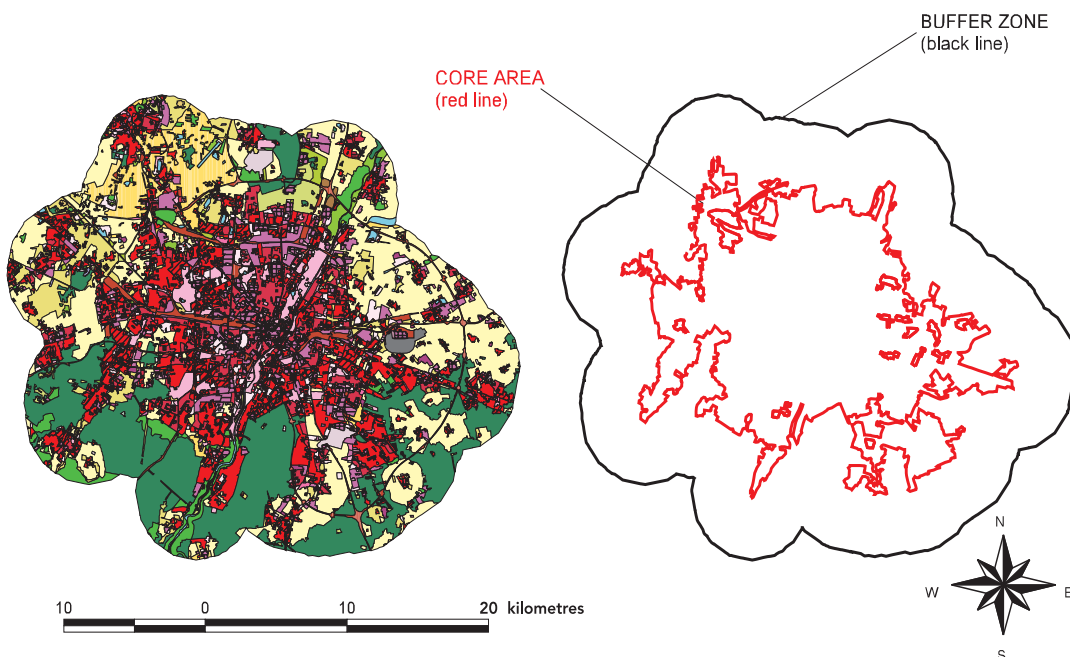 BUFFER ZONE
(black line)
CORE AREA
(red line)
N
W
E
S
10 0 10 20 kilometres